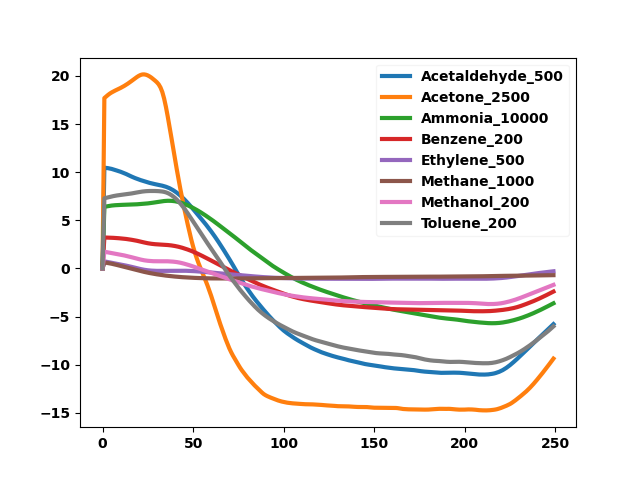 20
15
10
5
0
−5
−10
−15
0
50
100
150
200
250
Acetaldehyde_500
Acetone_2500
Ammonia_10000
Benzene_200
Ethylene_500
Methane_1000
Methanol_200
Toluene_200